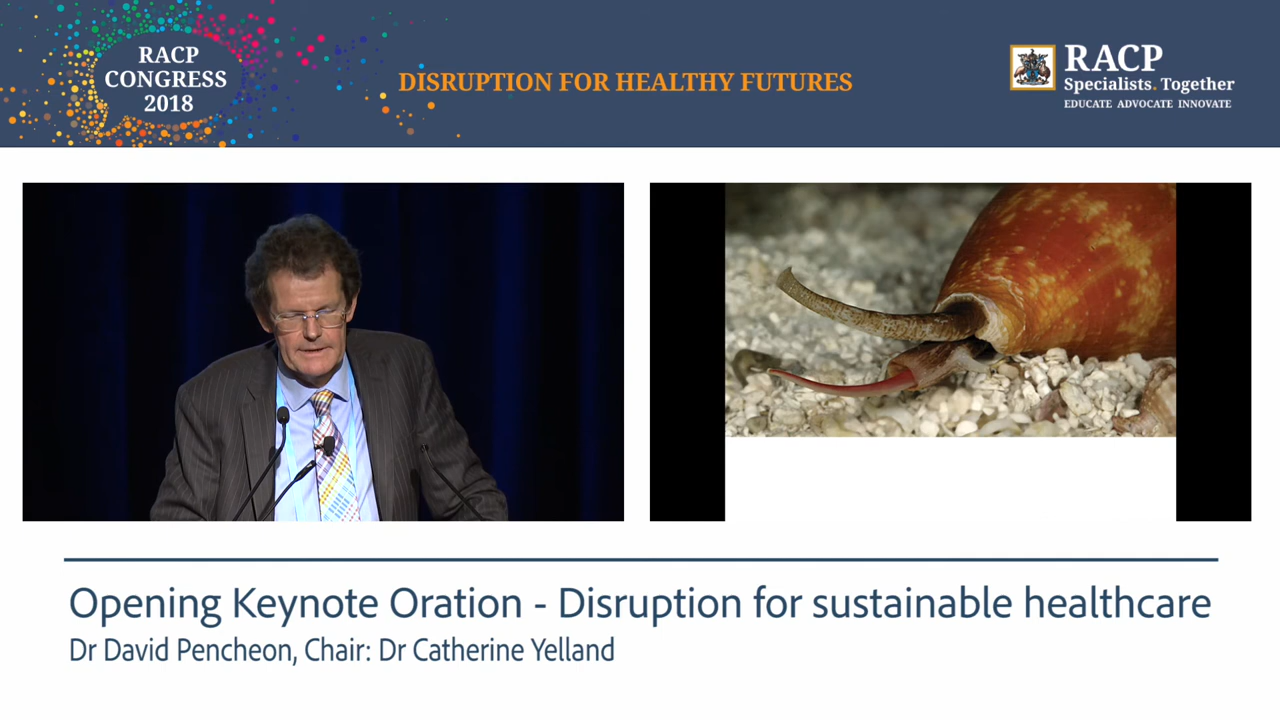 RACP
CONGRESS
2018
DISRUPTION FOR HEALTHY FUTURES
RACP
Specialists. Together
EDUCATE ADVOCATE INNOVATE
Opening Keynote Oration - Disruption for sustainable healthcare
Dr David Pencheon, Chair: Dr Catherine Yelland